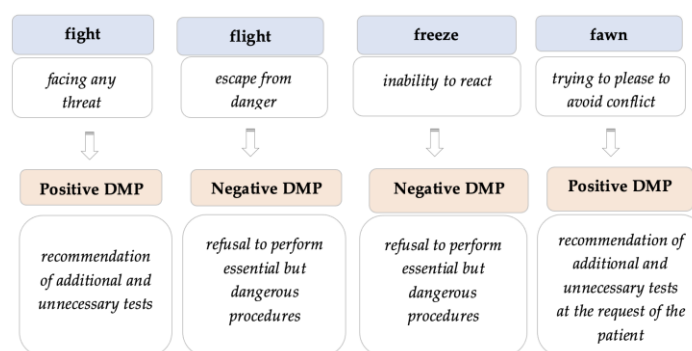 fight
facing any
threat
Positive DMP
recommendation
of additional and
unnecessary tests
flight
escape from
danger
Negative DMP
refusal to perform
essential but
dangerous
procedures
freeze
inability to react
Negative DMP
refusal to perform
essential but
dangerous
procedures
fawn
trying to please to
avoid conflict
Positive DMP
recommendation of
additional and
unnecessary tests
at the request of the
patient